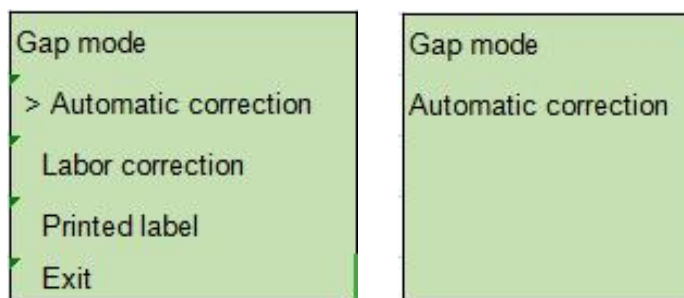 Gap mode
> Automatic correction
Labor correction
Printed label
Exit
Gap mode
Automatic correction